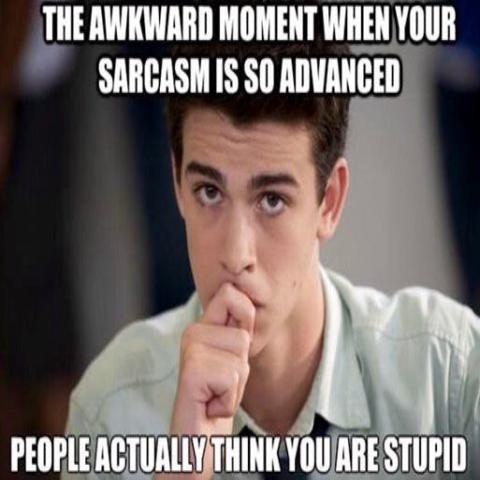 THE AWKWARD MOMENT WHEN YOUR
SARCASM IS SO ADVANCED
PEOPLE ACTUALLY THINK YOU ARE STUPID